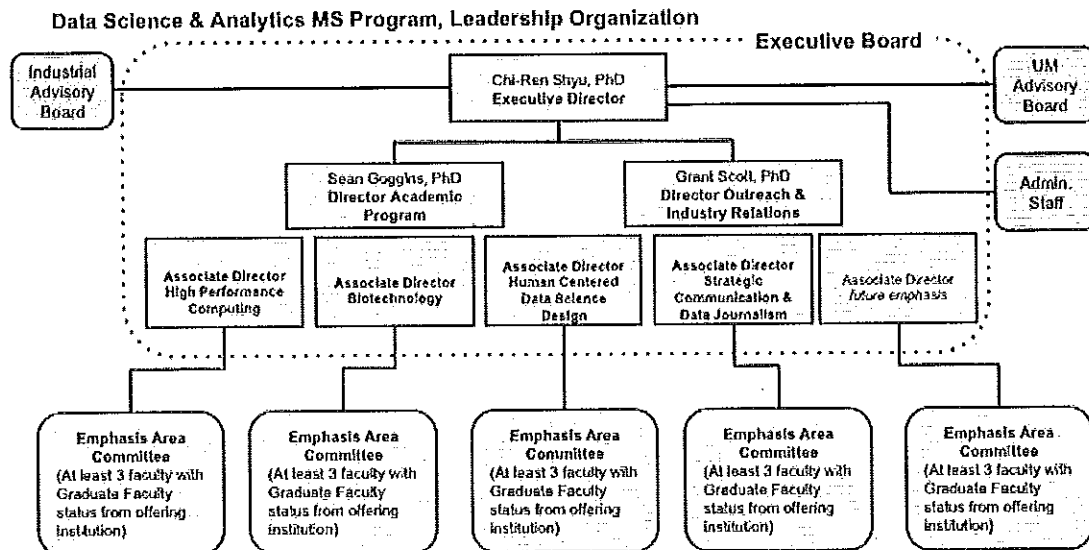 Data Science & Analytics MS Program, Leadership Organization
Executive Board
Industrial
Advisory
Board
Chi-Ren Shyu, PhD
Executive Director
UM
Advisory
Board
Sean Goggins, PhD
Director Academic
Program
Grant Scott, PhD
Director Outreach &
Industry Relations
Admin.
Staff
Associate Director
High Performance
Computing
Associate Director
Biotechnology
Associate Director
Human Centered
Data Science
Design
Associate Director
Strategic
Communication &
Data Journalism
Associate Director
future emphasis
Emphasis Area
Committee
(At least 3 faculty with
Graduate Faculty
status from offering
institution)
Emphasis Area
Committee
(At least 3 faculty with
Graduate Faculty
status from offering
institution)
Emphasis Area
Committee
(At least 3 faculty with
Graduate Faculty
status from offering
institution)
Emphasis Area
Committee
(At least 3 faculty with
Graduate Faculty
status from offering
institution)
Emphasis Area
Committee
(At least 3 faculty with
Graduate Faculty
status from offering
institution)